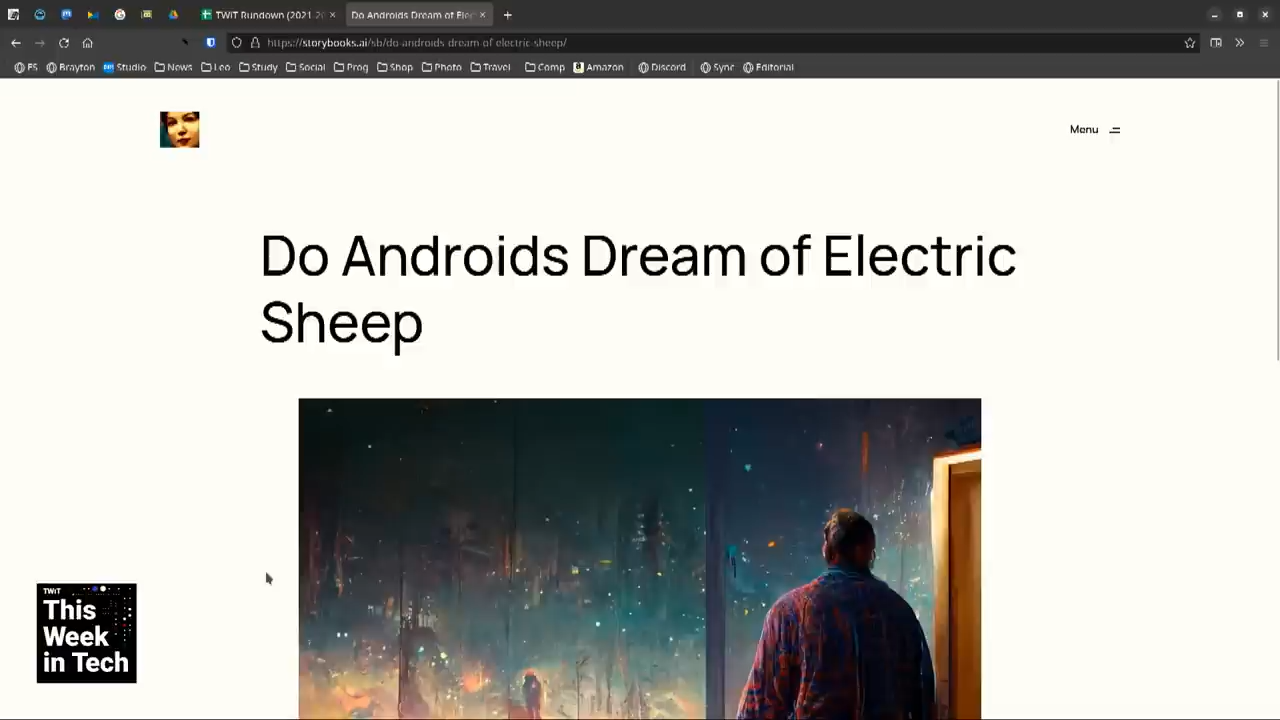 TWiT Rundown (2021-20
Do Androids Dream of Elec
https://storybooks.ai/sb/do-androids-dream-of-electric-sheep/
F5 Brayton Studio News Leo Study Social Prog Shop Photo Travel Comp Amazon Discord Sync Editorial
Menu
Do Androids Dream of Electric
Sheep
TWiT
This
Week
in Tech